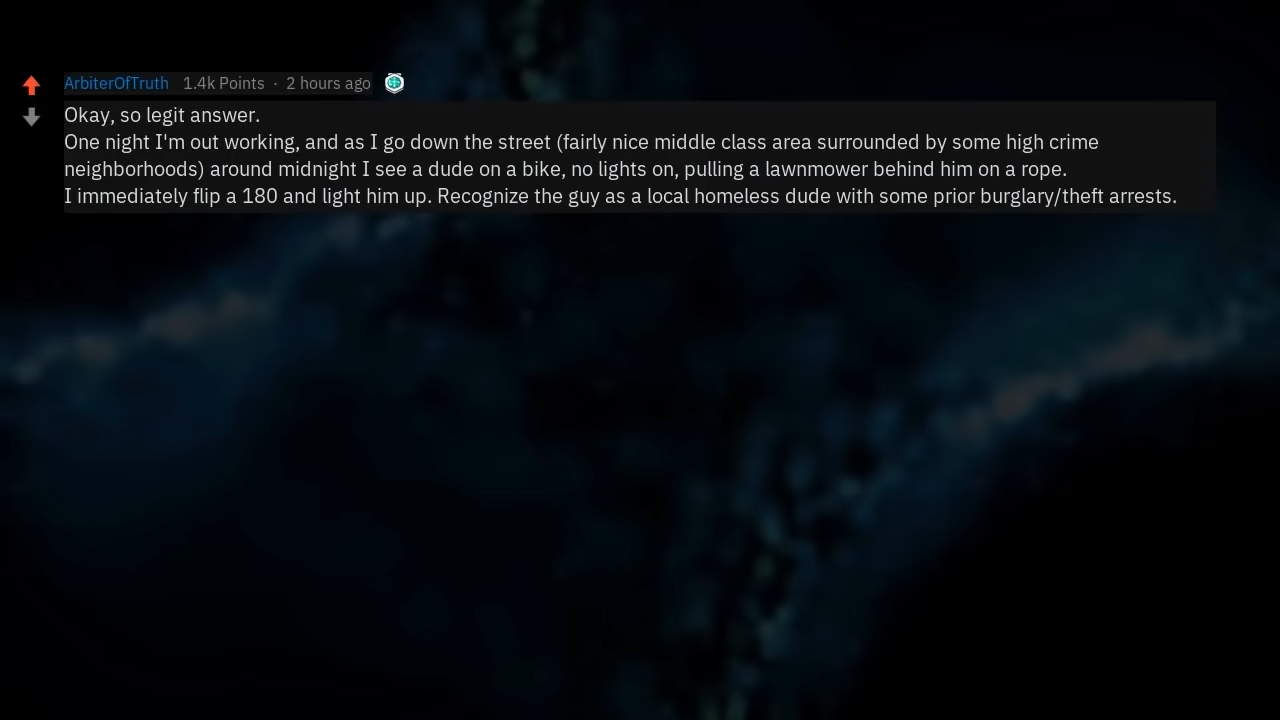 ArbiterOfTruth 1.4k Points · 2 hours ago
Okay, so legit answer.
One night I'm out working, and as I go down the street (fairly nice middle class area surrounded by some high crime
neighborhoods) around midnight I see a dude on a bike, no lights on, pulling a lawnmower behind him on a rope.
I immediately flip a 180 and light him up. Recognize the guy as a local homeless dude with some prior burglary/theft arrests.